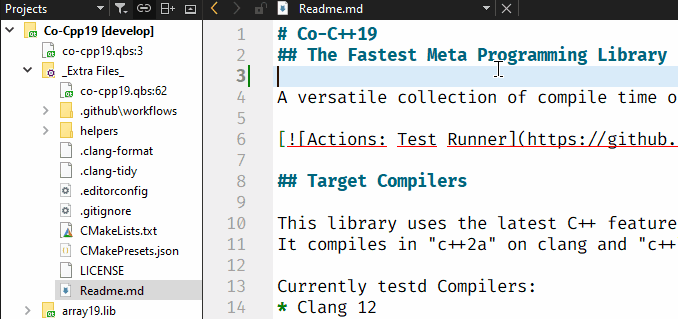 Projects
Readme.md
Co-Cpp19 [develop]
co-cpp19.qbs:3
_Extra Files_
co-cpp19.qbs:62
.github\workflows
helpers
.clang-format
.clang-tidy
.editorconfig
.gitignore
CMakeLists.txt
CMakePresets.json
LICENSE
Readme.md
array19.lib
1 # Co-C++19
2 ## The Fastest Meta Programming Library
3
4 A versatile collection of compile time o
5
6 [![Actions: Test Runner](https://github.
7
8 ## Target Compilers
9
10 This library uses the latest C++ feature
11 It compiles in "c++2a" on clang and "c++
12
13 Currently testd Compilers:
14 * Clang 12